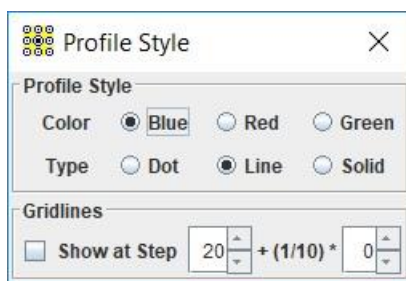 Profile Style
Profile Style
Color Blue Red Green
Type Dot Line Solid
Gridlines
Show at Step 20 + (1/10) * 0